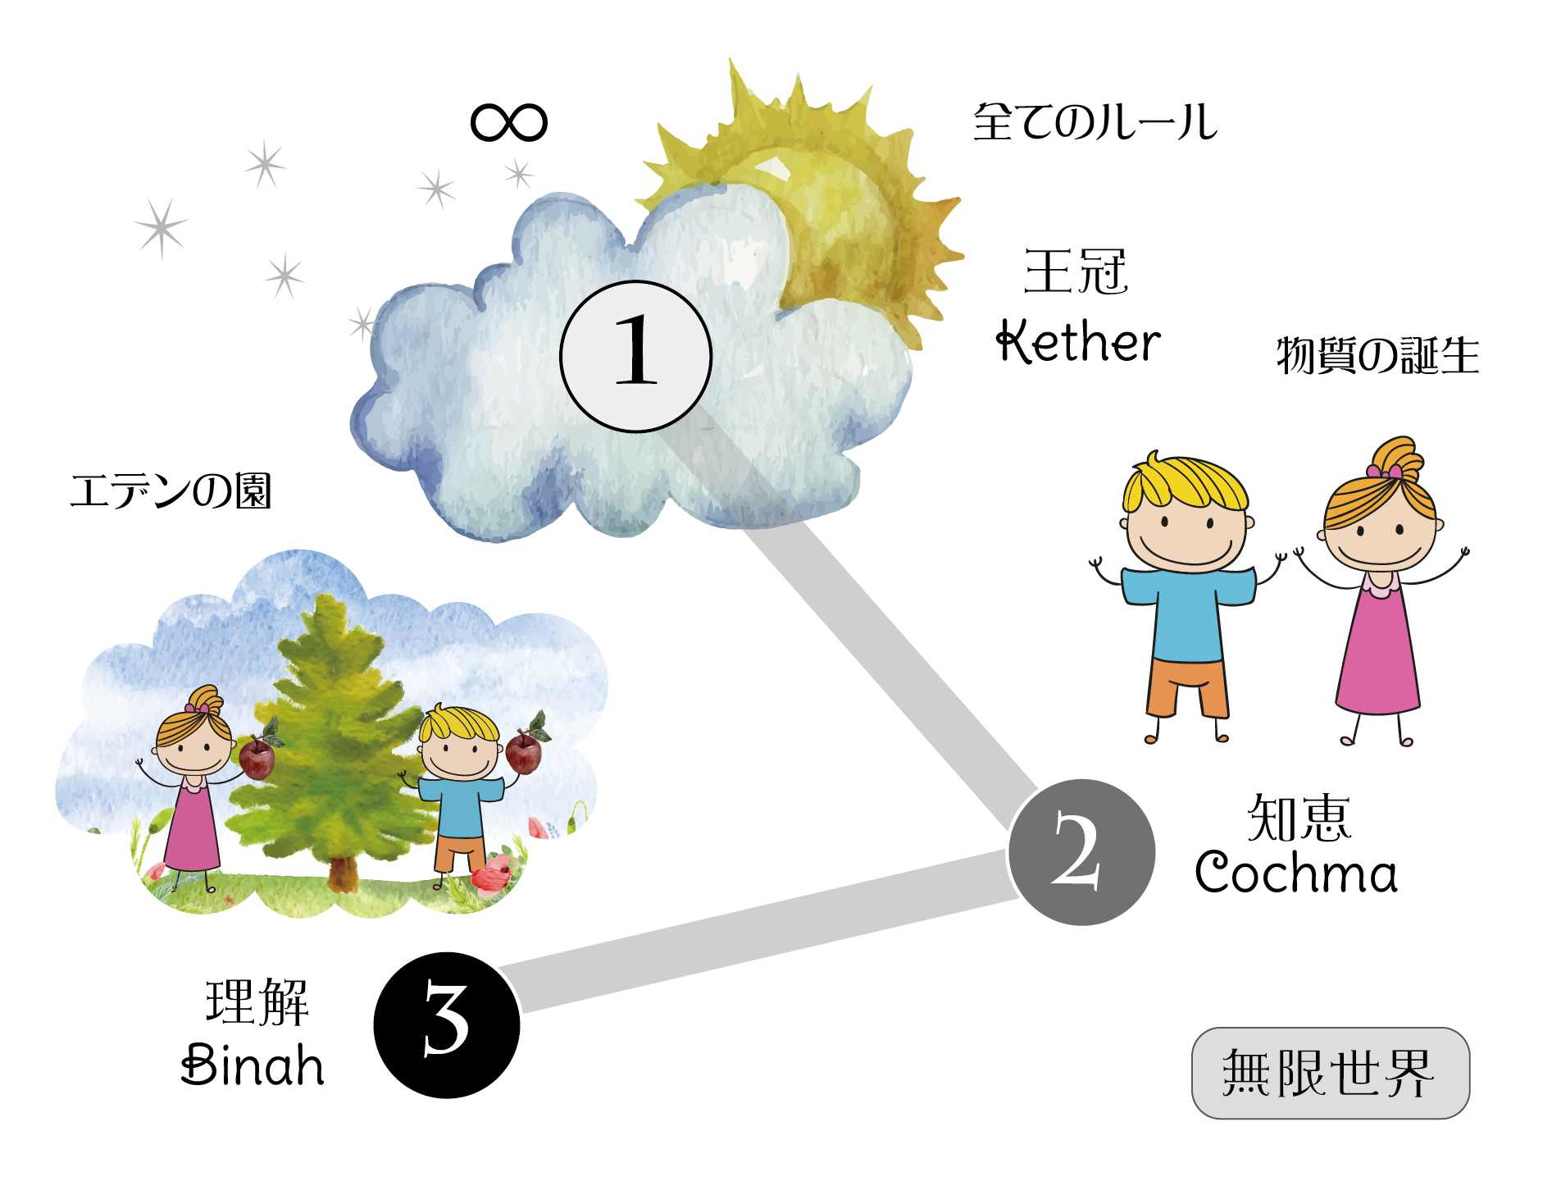 ∞
全てのルール
1
王冠
Kether
物質の誕生
エデンの園
2
知恵
Cochma
3
理解
Binah
無限世界